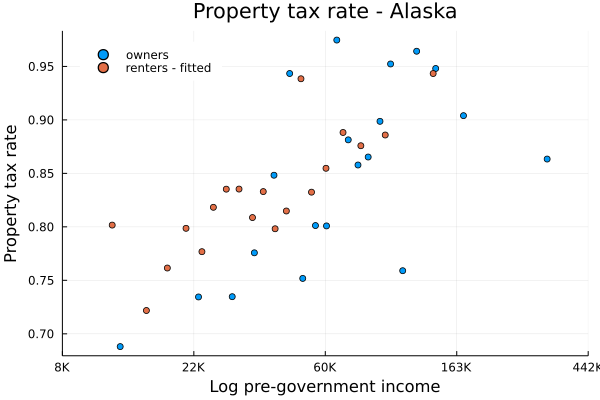 Property tax rate - Alaska
owners
renters - fitted
Property tax rate
0.95
0.90
0.85
0.80
0.75
0.70
8K 22K 60K 163K 442K
Log pre-government income